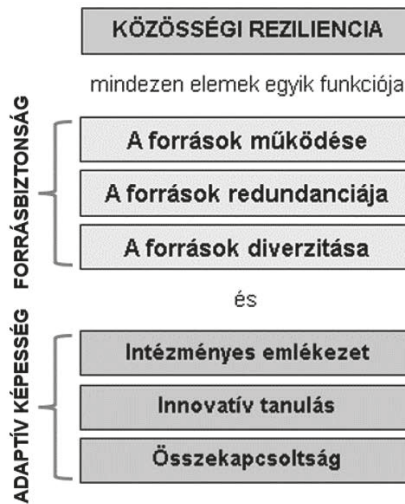 KÖZÖSSÉGI REZILIENCIA
mindezen elemek egyik funkciója
FORRÁSBIZTONSÁG
A források működése
A források redundanciája
A források diverzitása
és
ADAPTÍV KÉPESSÉG
Intézményes emlékezet
Innovatív tanulás
Összekapcsoltság